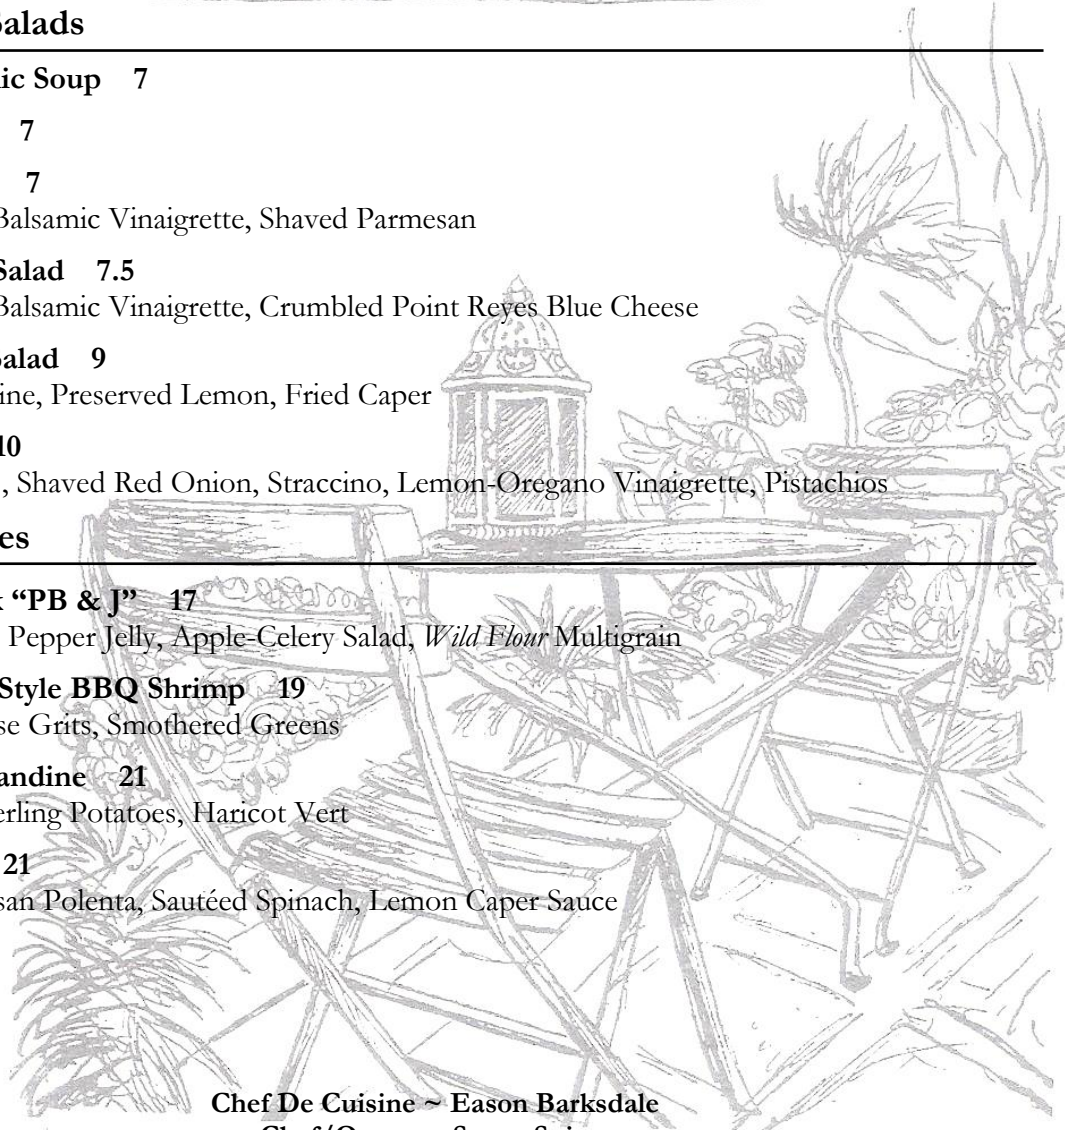 Salads
ic Soup 7
7
7
Balsamic Vinaigrette, Shaved Parmesan
Salad 7.5
Balsamic Vinaigrette, Crumbled Point Reyes Blue Cheese
Salad 9
ine, Preserved Lemon, Fried Caper
10
, Shaved Red Onion, Straccino, Lemon-Oregano Vinaigrette, Pistachios
es
“PB & J” 17
Pepper Jelly, Apple-Celery Salad, Wild Flour Multigrain
Style BBQ Shrimp 19
se Grits, Smothered Greens
andine 21
erling Potatoes, Haricot Vert
21
san Polenta, Sautéed Spinach, Lemon Caper Sauce
Chef De Cuisine ~ Eason Barksdale